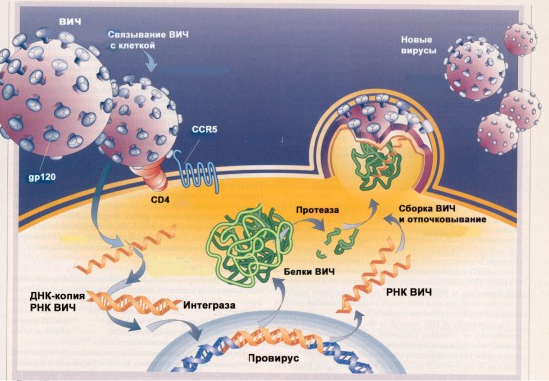 ВИЧ
Связывание ВИЧ
с клеткой
Новые
вирусы
CCR5
gp120
CD4
Протеаза
Сборка ВИЧ
и отпочковывание
Белки ВИЧ
РНК ВИЧ
ДНК-копия
РНК ВИЧ
Интеграза
Провирус